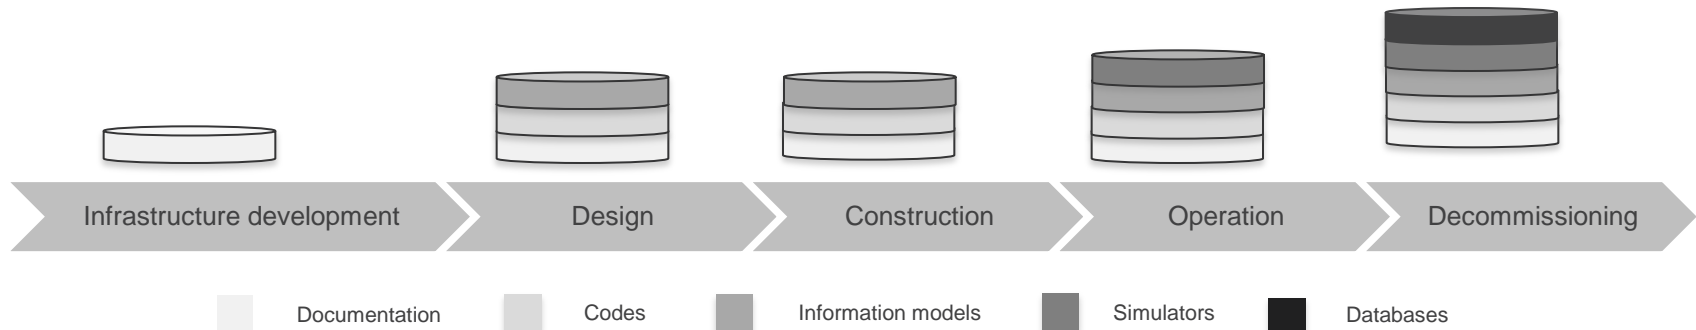 Infrastructure development
Design
Construction
Operation
Decommissioning
Documentation
Codes
Information models
Simulators
Databases